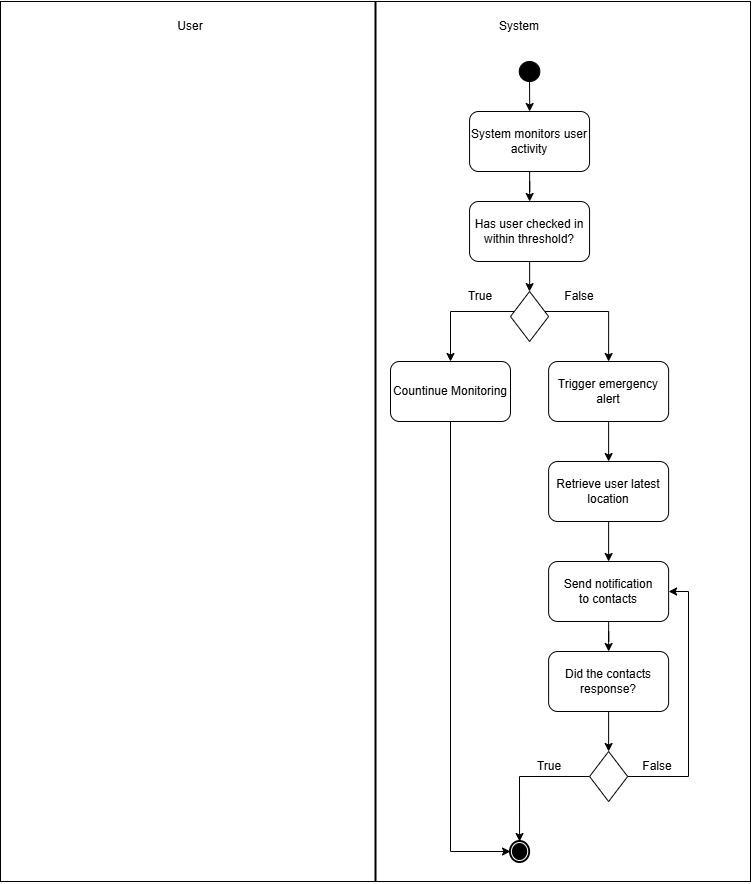 User
System
System monitors user
activity
Has user checked in
within threshold?
True
False
Countinue Monitoring
Trigger emergency
alert
Retrieve user latest
location
Send notification
to contacts
Did the contacts
response?
True
False